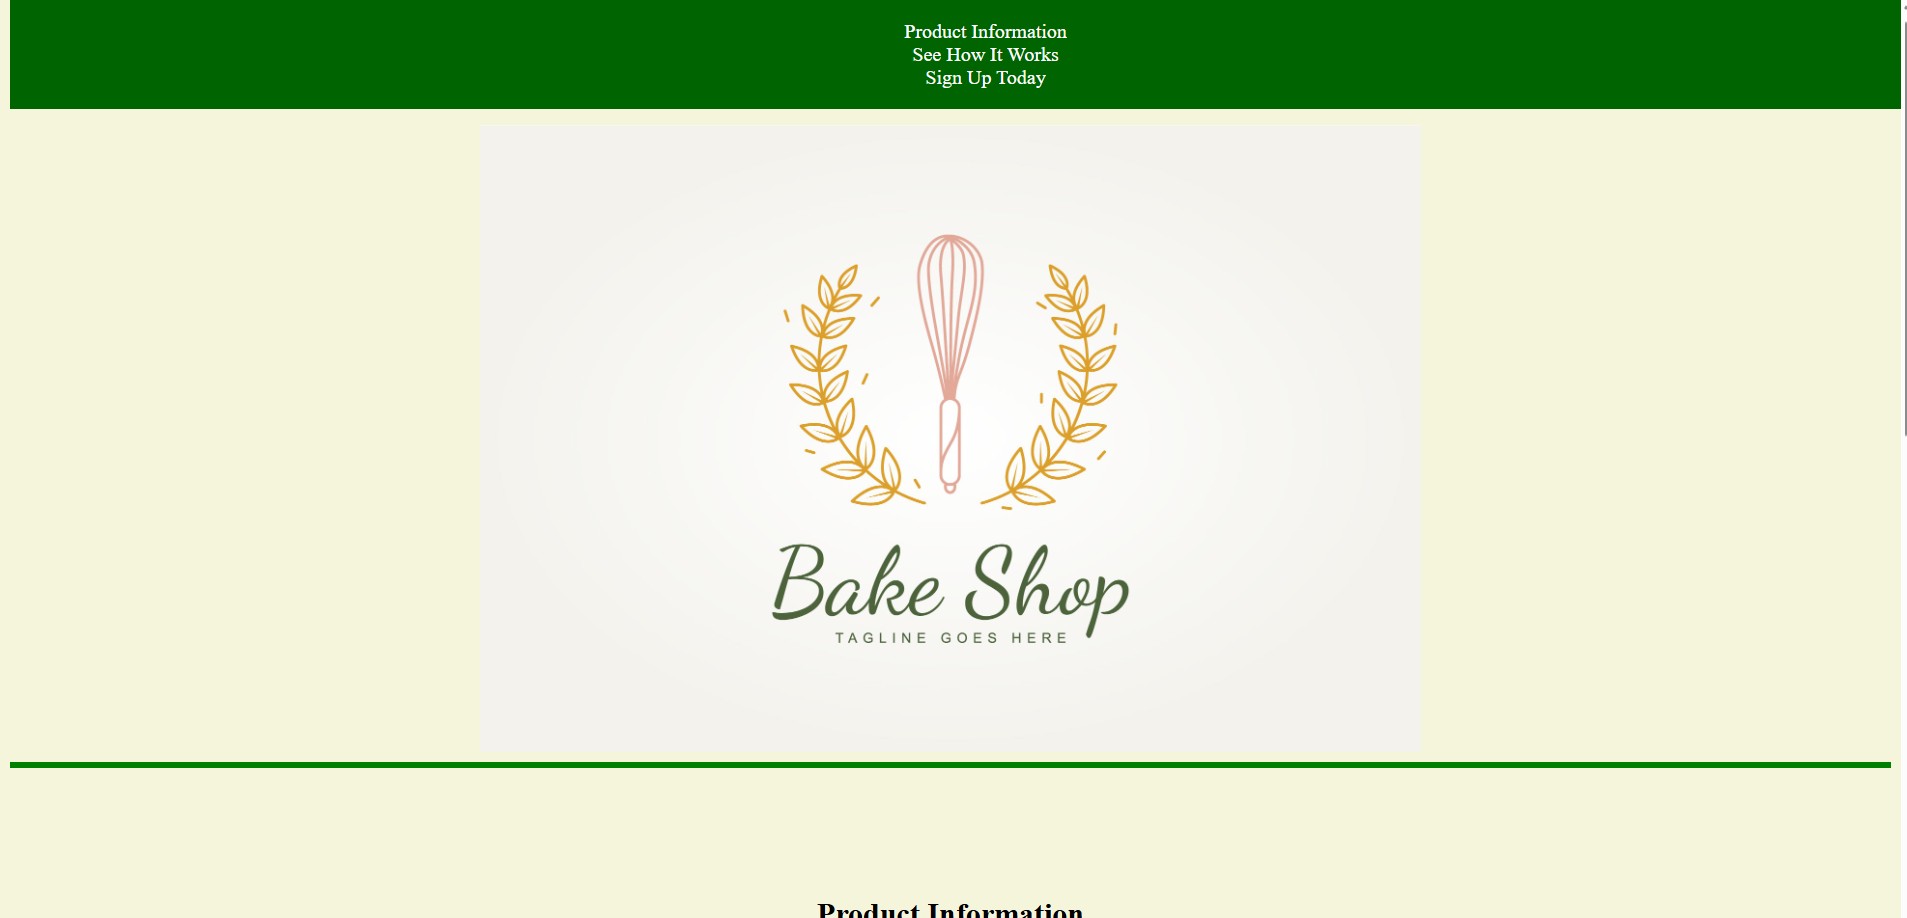 Product Information
See How It Works
Sign Up Today
Bake Shop
TAGLINE GOES HERE
Product Information